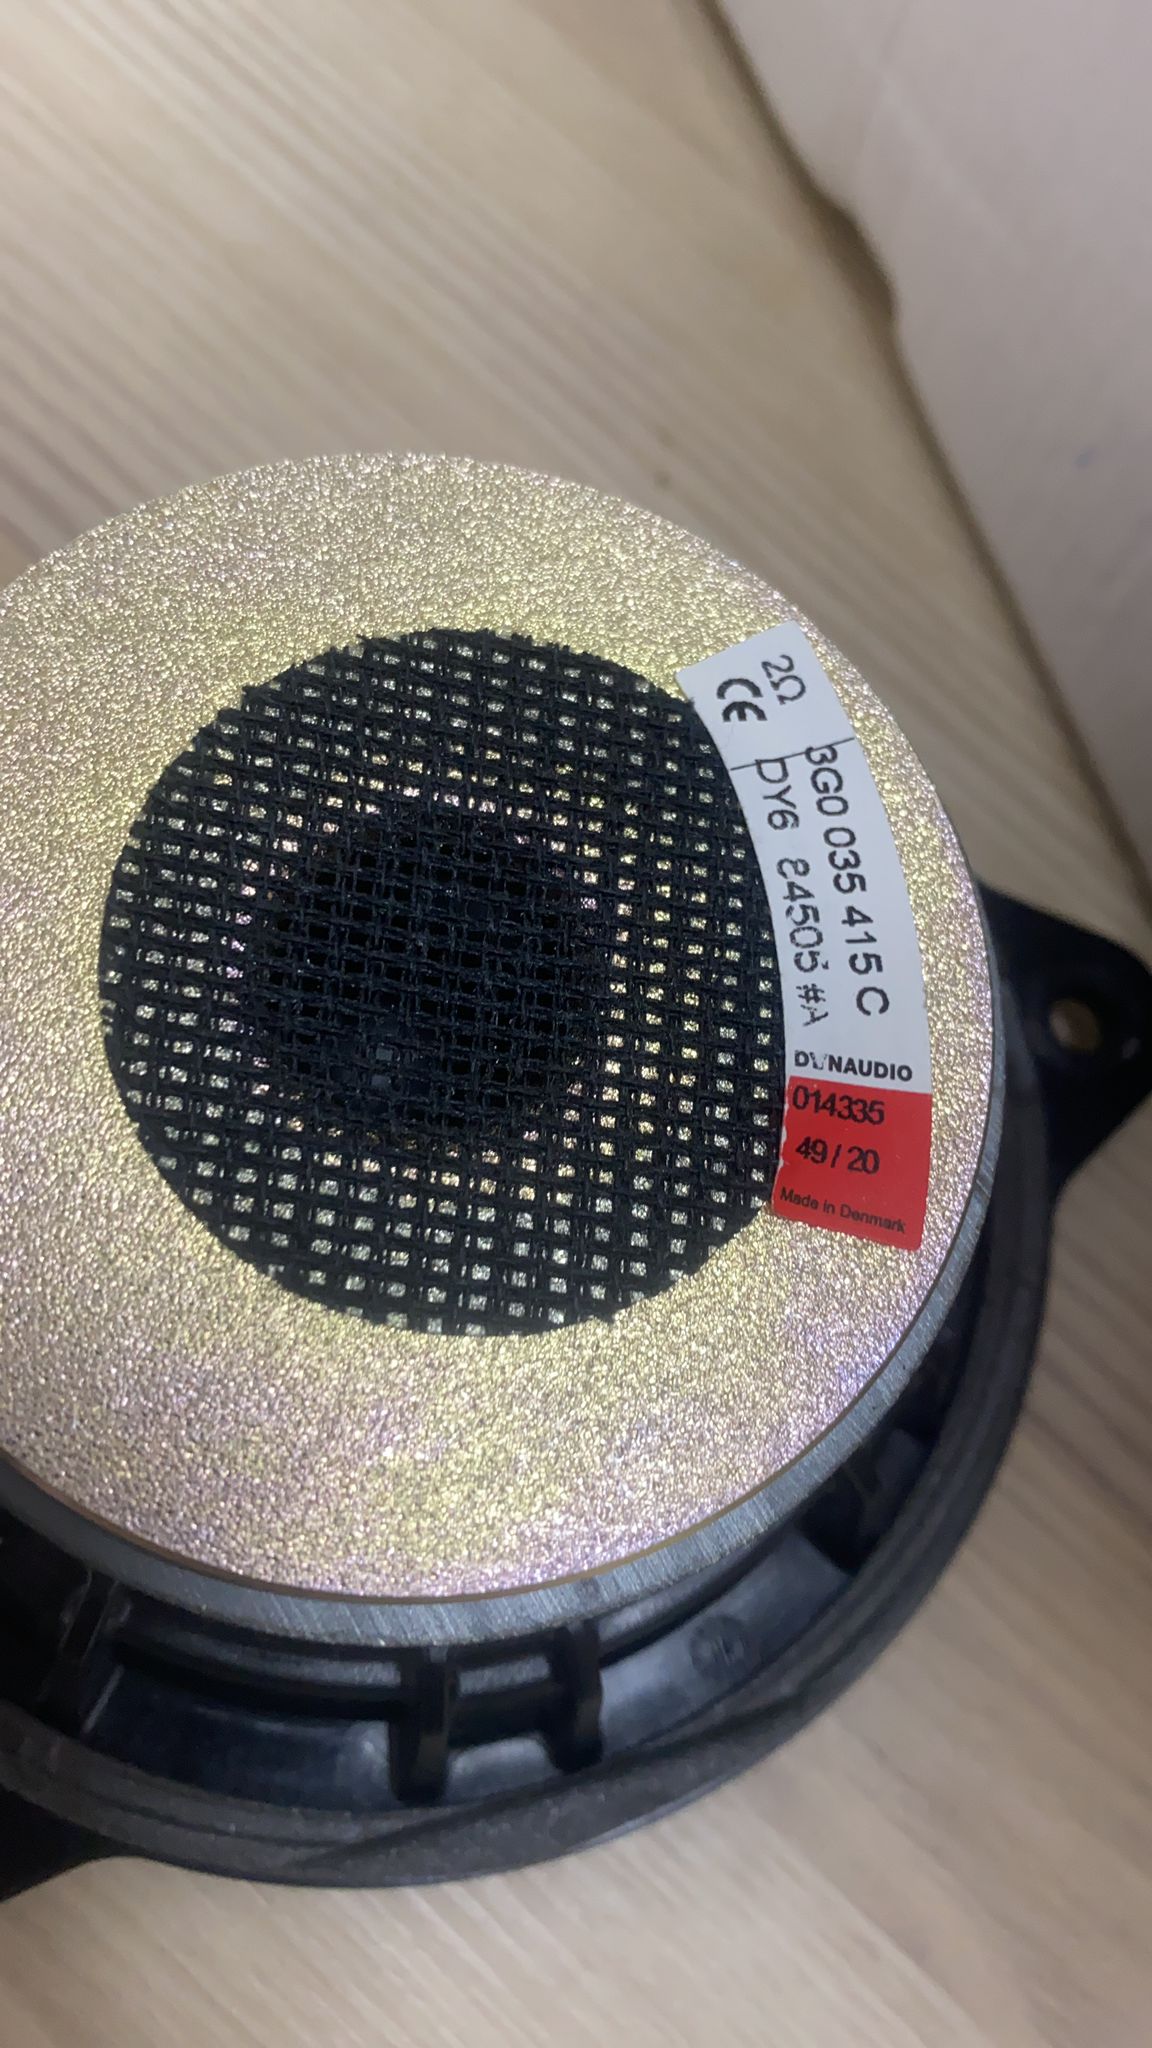 2Ω 3G0 035 415 C
CE DY6 84505 #A
DYNAUDIO
014335
49/20
Made in Denmark